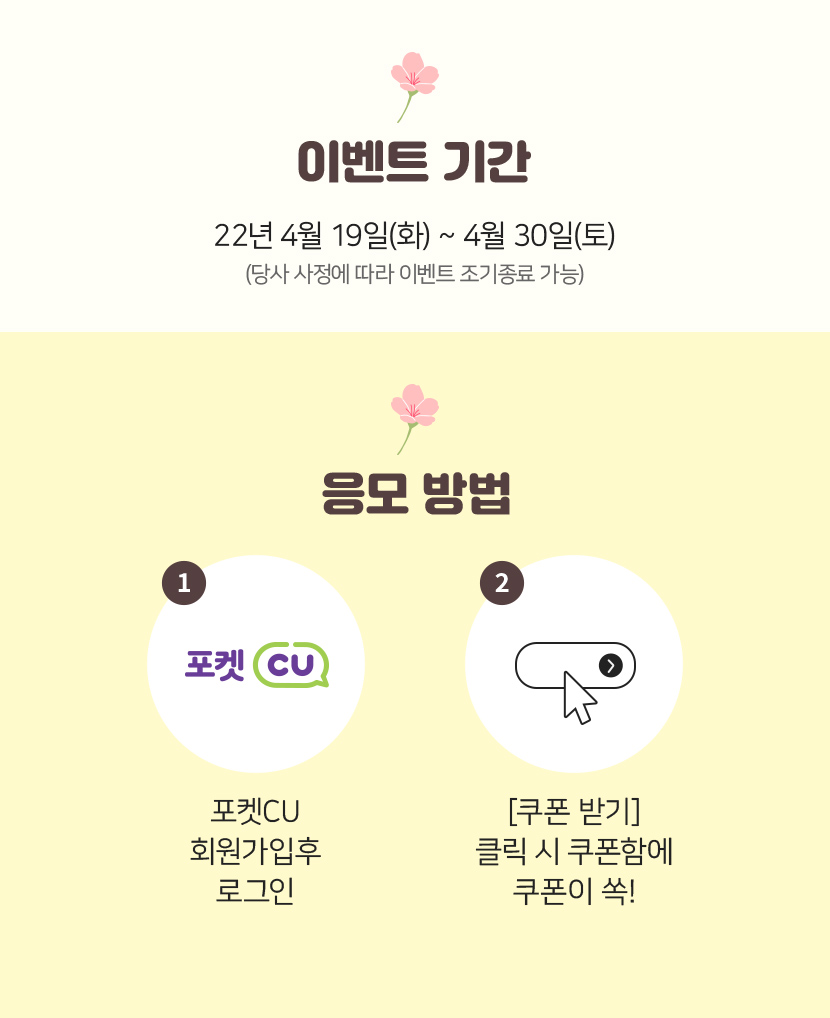 이벤트 기간
22년 4월 19일(화) ~ 4월 30일(토)
(당사 사정에 따라 이벤트 조기종료 가능)
응모 방법
1
포켓 CU
포켓CU
회원가입후
로그인
2
[쿠폰 받기]
클릭 시 쿠폰함에
쿠폰이 쏙!